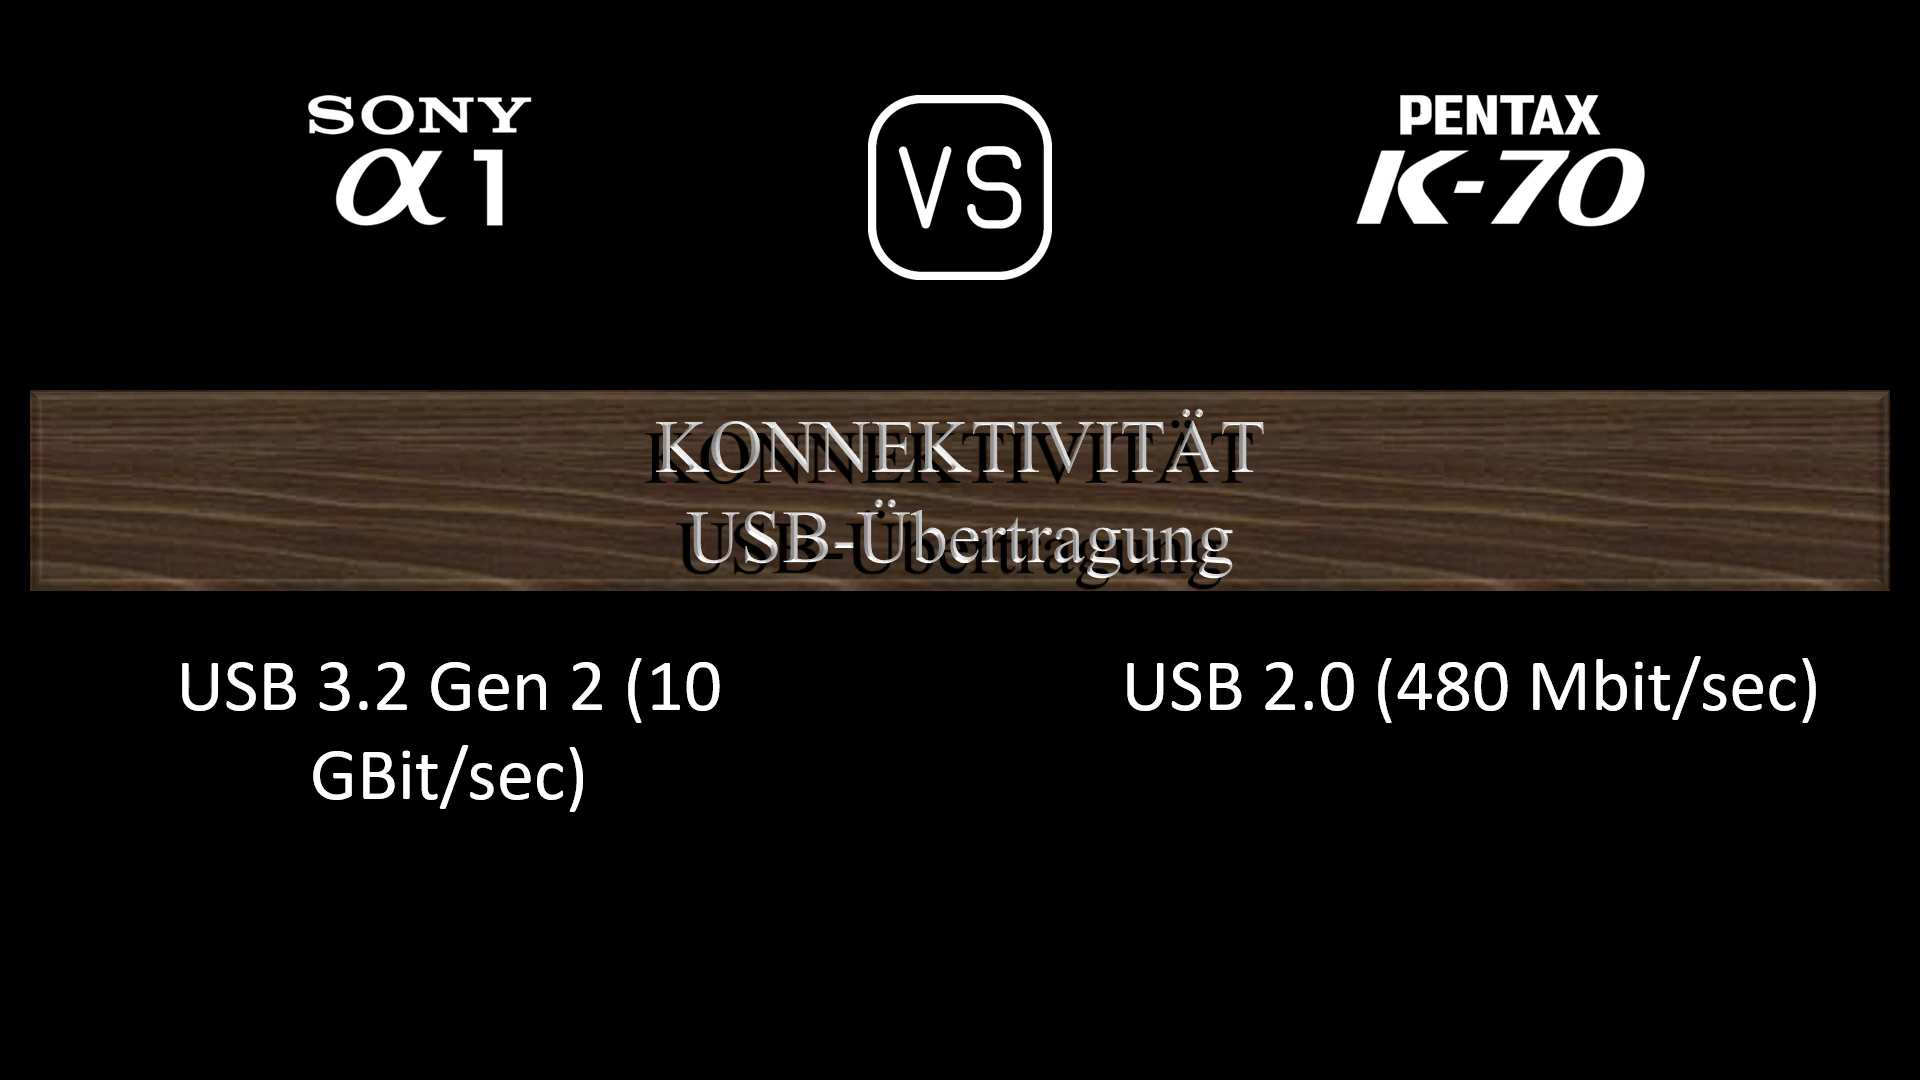 SONY
α1
VS
PENTAX
K-70
KONNEKTIVITÄT
USB-Übertragung
USB 3.2 Gen 2 (10
GBit/sec)
USB 2.0 (480 Mbit/sec)